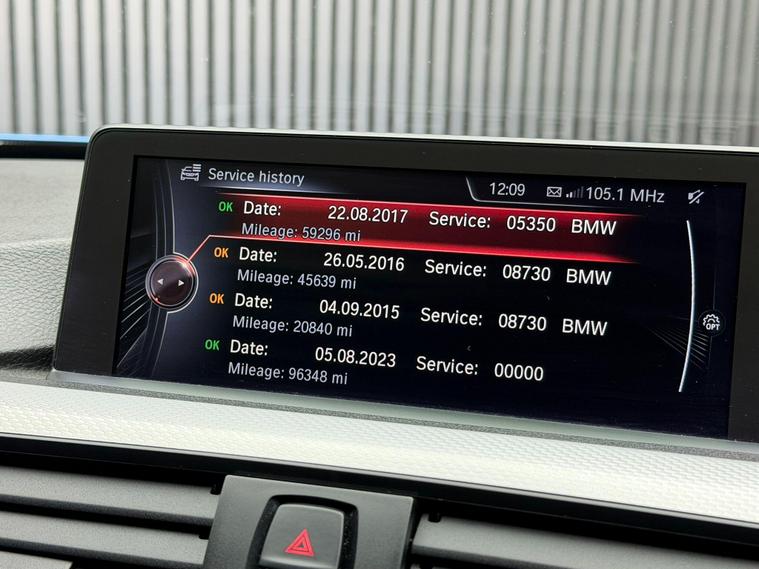 Service history
12:09 105.1 MHz
OK Date: 22.08.2017 Service: 05350 BMW
Mileage: 59296 mi
OK Date: 26.05.2016 Service: 08730 BMW
Mileage: 45639 mi
OK Date: 04.09.2015 Service: 08730 BMW
Mileage: 20840 mi
OPT
OK Date: 05.08.2023 Service: 00000
Mileage: 96348 mi